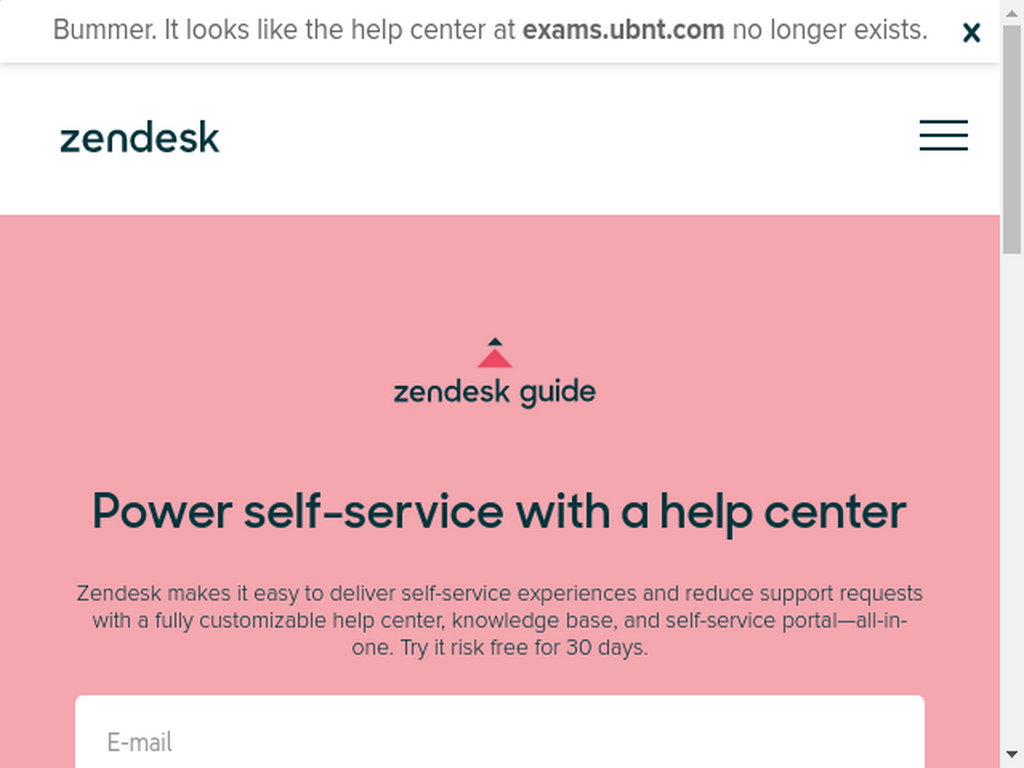 Bummer. It looks like the help center at exams.ubnt.com no longer exists.
zendesk
zendesk guide
Power self-service with a help center
Zendesk makes it easy to deliver self-service experiences and reduce support requests
with a fully customizable help center, knowledge base, and self-service portal—all-in-
one. Try it risk free for 30 days.
E-mail